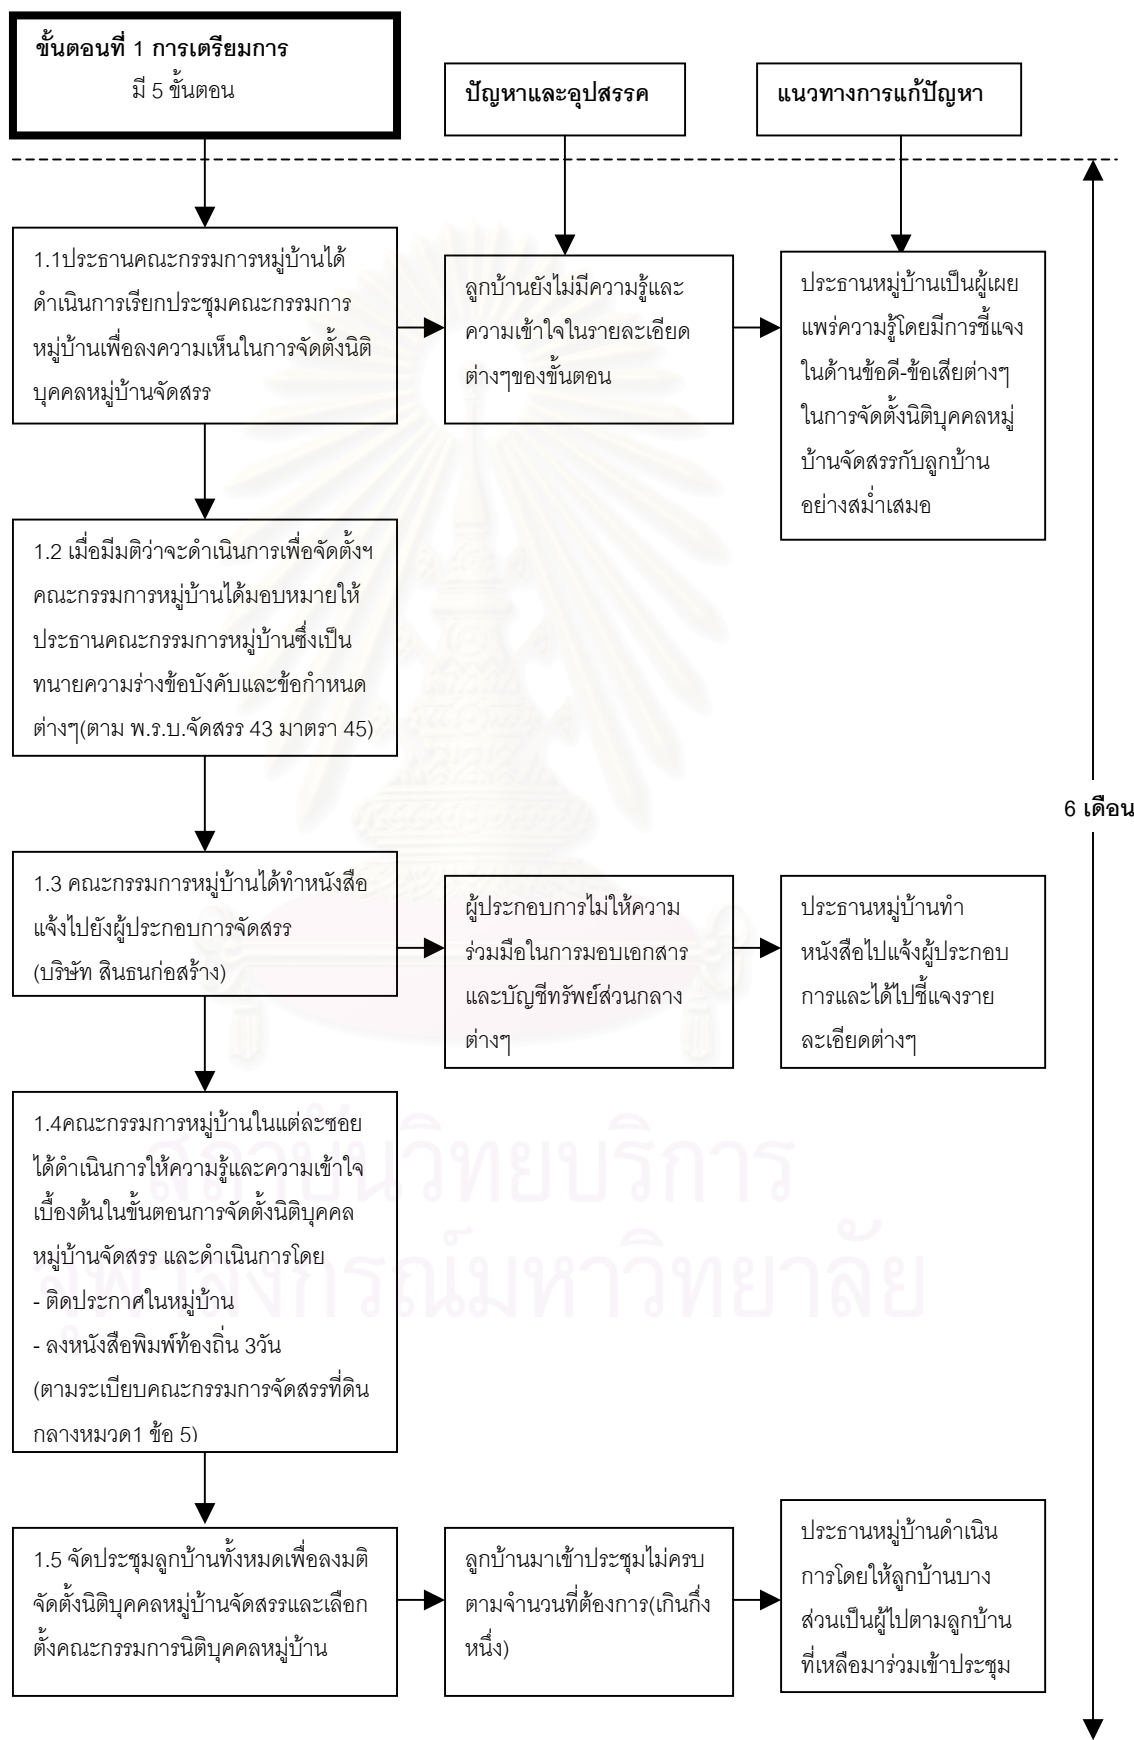 ขั้นตอนที่ 1 การเตรียมการ
มี 5 ขั้นตอน
ปัญหาและอุปสรรค
แนวทางการแก้ปัญหา
1.1ประธานคณะกรรมการหมู่บ้านได้
ดำเนินการเรียกประชุมคณะกรรมการ
หมู่บ้านเพื่อลงความเห็นในการจัดตั้งนิติ
บุคคลหมู่บ้านจัดสรร
ลูกบ้านยังไม่มีความรู้และ
ความเข้าใจในรายละเอียด
ต่างๆของขั้นตอน
ประธานหมู่บ้านเป็นผู้เผย
แพร่ความรู้โดยมีการชี้แจง
ในด้านข้อดี-ข้อเสียต่างๆ
ในการจัดตั้งนิติบุคคลหมู่
บ้านจัดสรรกับลูกบ้าน
อย่างสม่ำเสมอ
1.2 เมื่อมีมติว่าจะดำเนินการเพื่อจัดตั้งฯ
คณะกรรมการหมู่บ้านได้มอบหมายให้
ประธานคณะกรรมการหมู่บ้านซึ่งเป็น
ทนายความร่างข้อบังคับและข้อกำหนด
ต่างๆ(ตาม พ.ร.บ.จัดสรร 43 มาตรา 45)
6 เดือน
1.3 คณะกรรมการหมู่บ้านได้ทำหนังสือ
แจ้งไปยังผู้ประกอบการจัดสรร
(บริษัท สินธนก่อสร้าง)
ผู้ประกอบการไม่ให้ความ
ร่วมมือในการมอบเอกสาร
และบัญชีทรัพย์ส่วนกลาง
ต่างๆ
ประธานหมู่บ้านทำ
หนังสือไปแจ้งผู้ประกอบ
การและได้ไปชี้แจงราย
ละเอียดต่างๆ
1.4คณะกรรมการหมู่บ้านในแต่ละซอย
ได้ดำเนินการให้ความรู้และความเข้าใจ
เบื้องต้นในขั้นตอนการจัดตั้งนิติบุคคล
หมู่บ้านจัดสรร และดำเนินการโดย
- ติดประกาศในหมู่บ้าน
- ลงหนังสือพิมพ์ท้องถิ่น 3วัน
(ตามระเบียบคณะกรรมการจัดสรรที่ดิน
กลางหมวด1 ข้อ 5)
สถาบันวิทยบริการ
จุฬาลงกรณ์มหาวิทยาลัย
1.5 จัดประชุมลูกบ้านทั้งหมดเพื่อลงมติ
จัดตั้งนิติบุคคลหมู่บ้านจัดสรรและเลือก
ตั้งคณะกรรมการนิติบุคคลหมู่บ้าน
ลูกบ้านมาเข้าประชุมไม่ครบ
ตามจำนวนที่ต้องการ(เกินกึ่ง
หนึ่ง)
ประธานหมู่บ้านดำเนิน
การโดยให้ลูกบ้านบาง
ส่วนเป็นผู้ไปตามลูกบ้าน
ที่เหลือมาร่วมเข้าประชุม